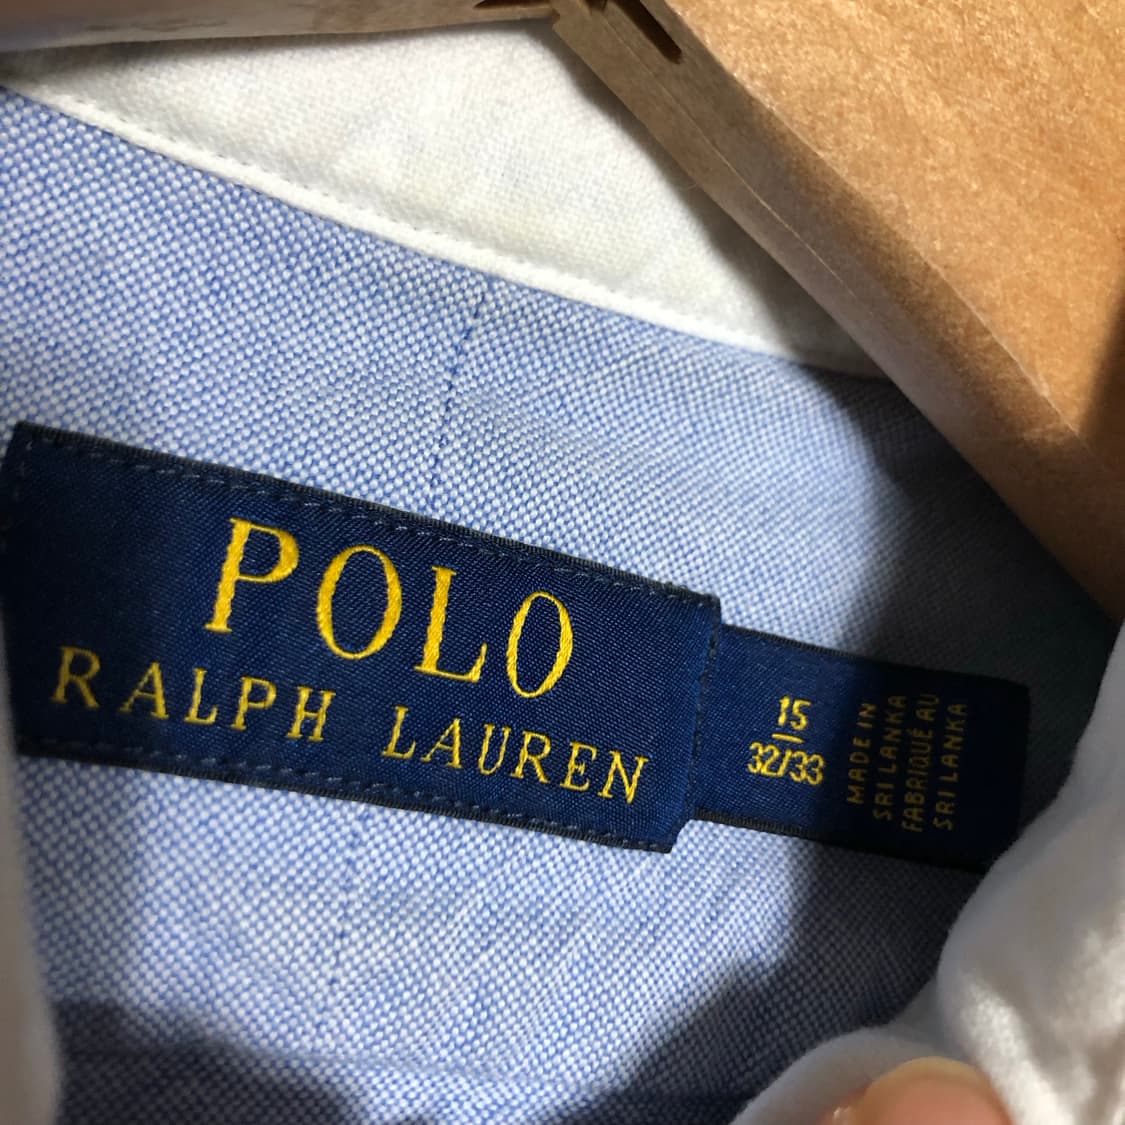 POLO
RALPH LAUREN
15
32/33
MADE IN
SRI LANKA
FABRIQUÉ AU
SRI LANKA